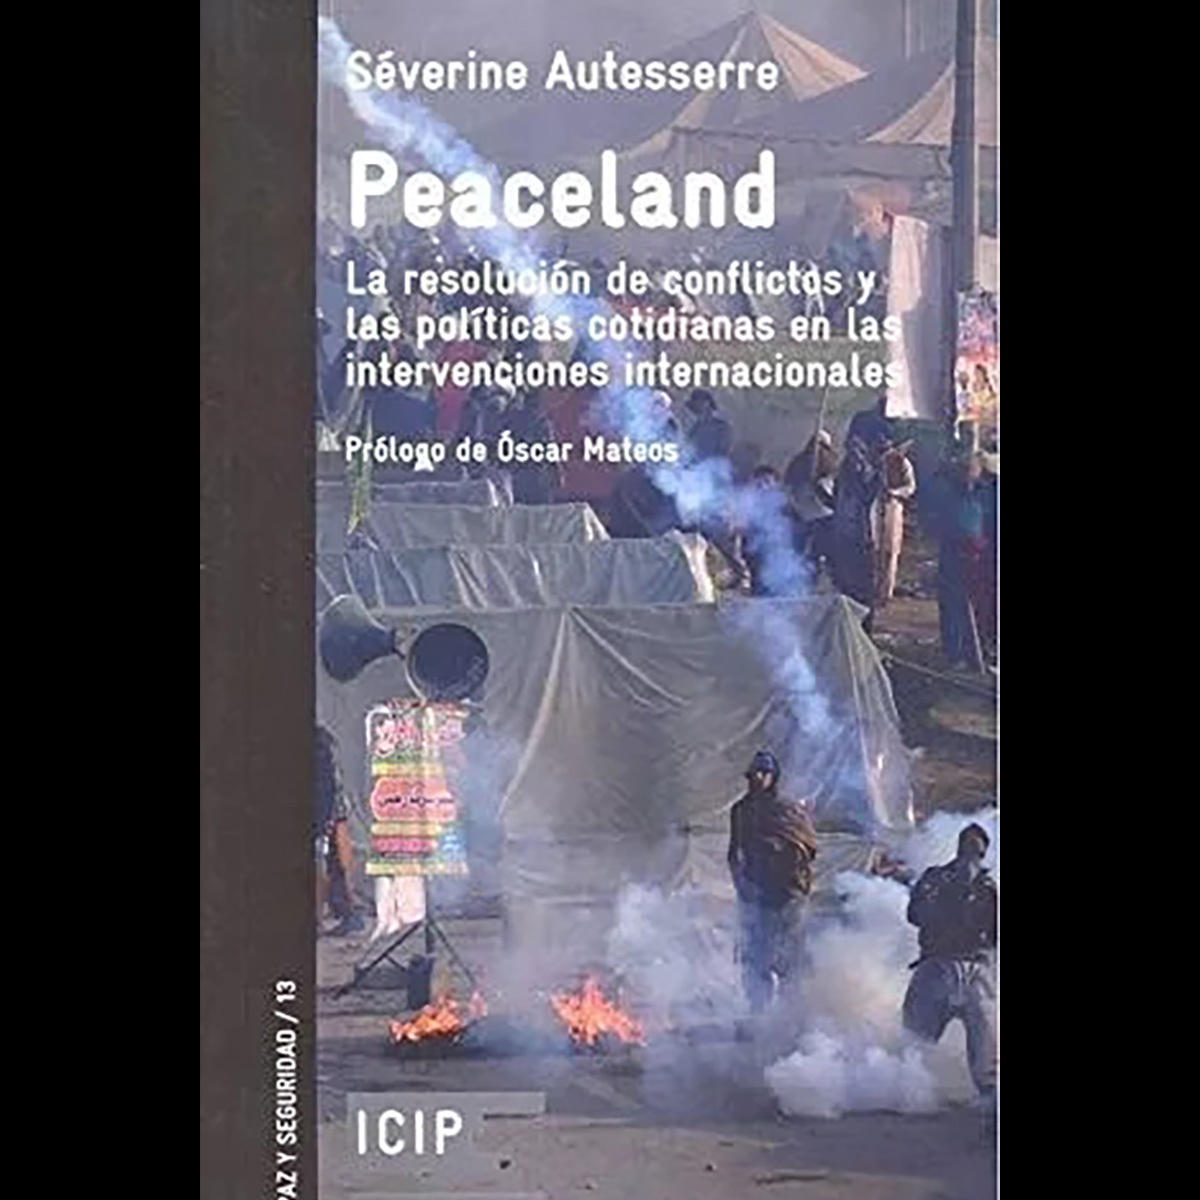 Séverine Autesserre
Peaceland
La resolución de conflictos y
las políticas cotidianas en las
intervenciones internacionales
Prólogo de Óscar Mateos
PAZ Y SEGURIDAD / 13
ICIP